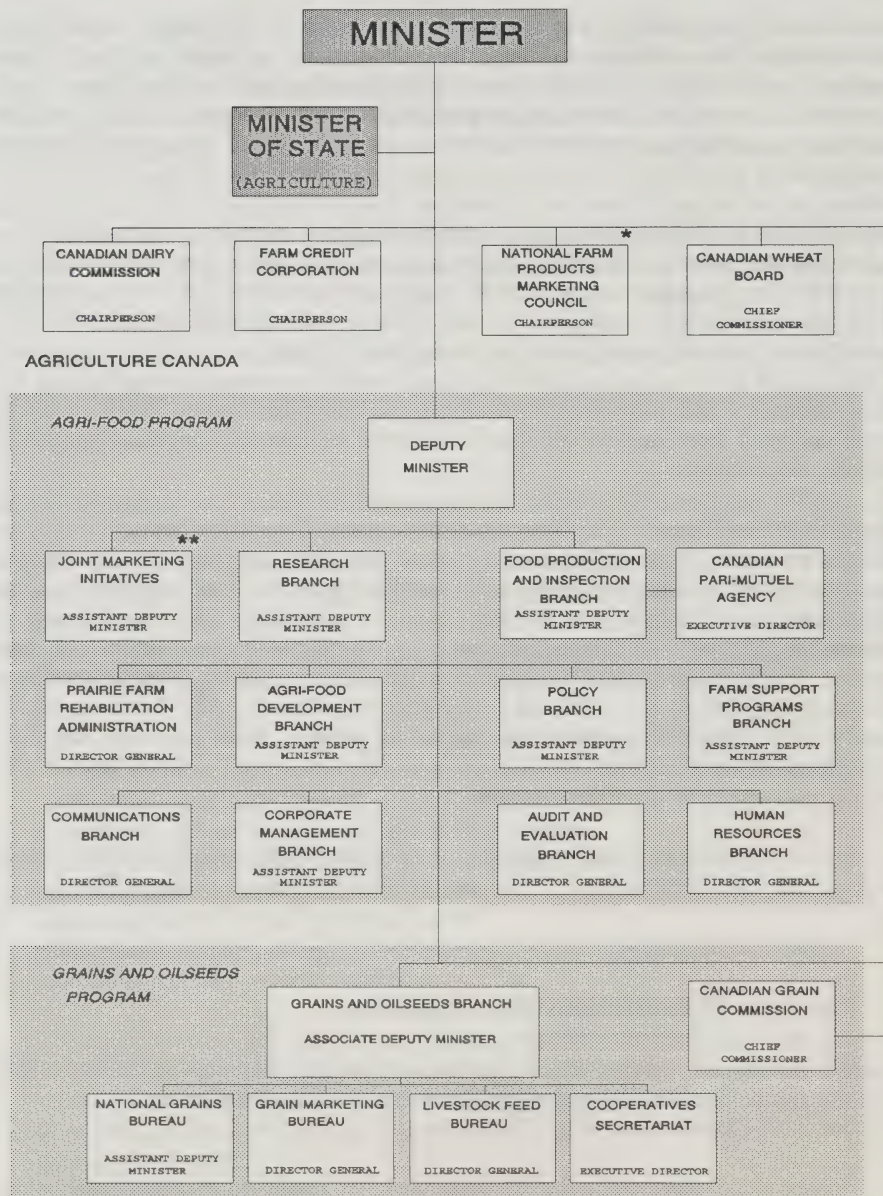 MINISTER
MINISTER
OF STATE
(AGRICULTURE)
CANADIAN DAIRY
COMMISSION
CHAIRPERSON
FARM CREDIT
CORPORATION
CHAIRPERSON
*
NATIONAL FARM
PRODUCTS
MARKETING
COUNCIL
CHAIRPERSON
CANADIAN WHEAT
BOARD
CHIEF
COMMISSIONER
AGRICULTURE CANADA
AGRI-FOOD PROGRAM
DEPUTY
MINISTER
**
JOINT MARKETING
INITIATIVES
ASSISTANT DEPUTY
MINISTER
RESEARCH
BRANCH
ASSISTANT DEPUTY
MINISTER
FOOD PRODUCTION
AND INSPECTION
BRANCH
ASSISTANT DEPUTY
MINISTER
CANADIAN
PARI-MUTUEL
AGENCY
EXECUTIVE DIRECTOR
PRAIRIE FARM
REHABILITATION
ADMINISTRATION
DIRECTOR GENERAL
AGRI-FOOD
DEVELOPMENT
BRANCH
ASSISTANT DEPUTY
MINISTER
POLICY
BRANCH
ASSISTANT DEPUTY
MINISTER
FARM SUPPORT
PROGRAMS
BRANCH
ASSISTANT DEPUTY
MINISTER
COMMUNICATIONS
BRANCH
DIRECTOR GENERAL
CORPORATE
MANAGEMENT
BRANCH
ASSISTANT DEPUTY
MINISTER
AUDIT AND
EVALUATION
BRANCH
DIRECTOR GENERAL
HUMAN
RESOURCES
BRANCH
DIRECTOR GENERAL
GRAINS AND OILSEEDS
PROGRAM
GRAINS AND OILSEEDS BRANCH
ASSOCIATE DEPUTY MINISTER
CANADIAN GRAIN
COMMISSION
CHIEF
COMMISSIONER
NATIONAL GRAINS
BUREAU
ASSISTANT DEPUTY
MINISTER
GRAIN MARKETING
BUREAU
DIRECTOR GENERAL
LIVESTOCK FEED
BUREAU
DIRECTOR GENERAL
COOPERATIVES
SECRETARIAT
EXECUTIVE DIRECTOR